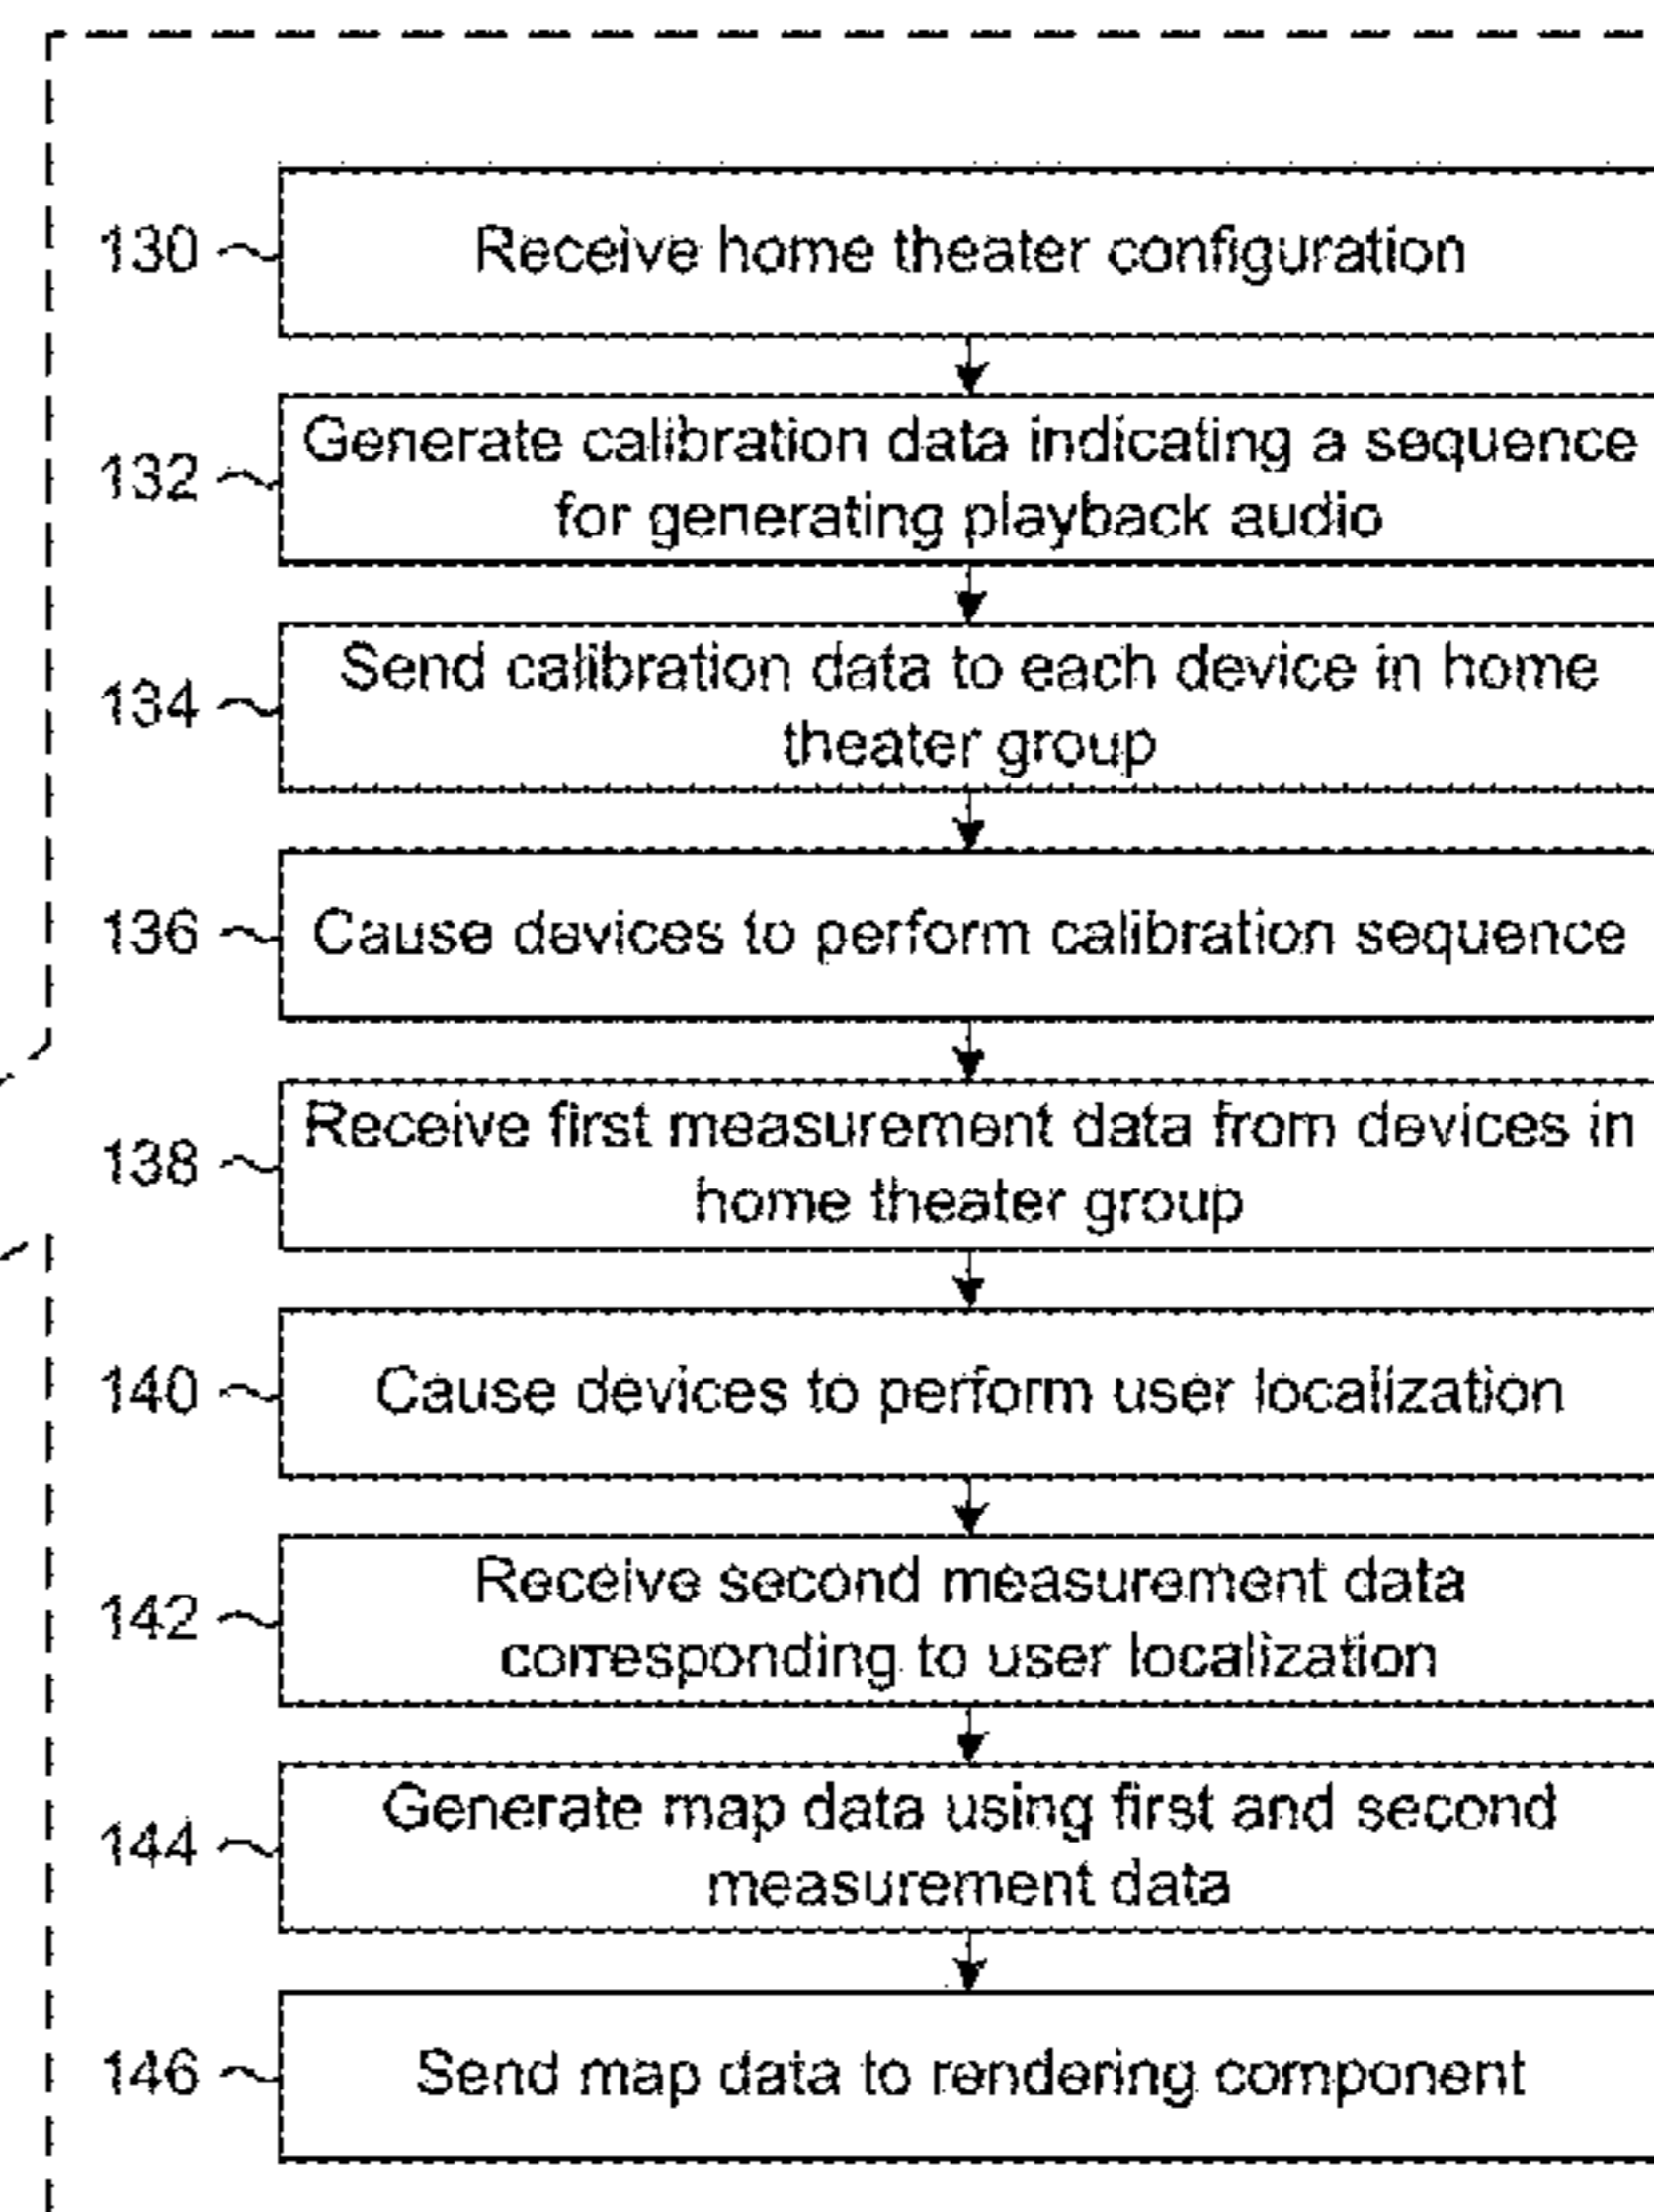 130
Receive home theater configuration
132
Generate calibration data indicating a sequence
for generating playback audio
134
Send calibration data to each device in home
theater group
136
Cause devices to perform calibration sequence
138
Receive first measurement data from devices in
home theater group
140
Cause devices to perform user localization
142
Receive second measurement data
corresponding to user localization
144
Generate map data using first and second
measurement data
146
Send map data to rendering component